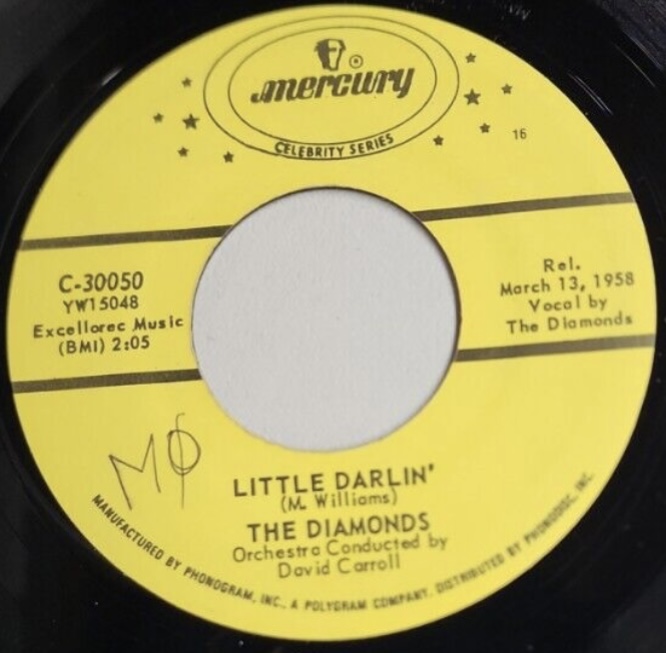 ®
mercury
CELEBRITY SERIES
16
C-30050
YW15048
Excellorec Music
(BMI) 2:05
Rel.
March 13, 1958
Vocal by
The Diamonds
MØ
LITTLE DARLIN'
(M. Williams)
THE DIAMONDS
Orchestra Conducted by
David Carroll
MANUFACTURED BY PHONOGRAM, INC., A POLYGRAM COMPANY. DISTRIBUTED BY PHONODISC, INC